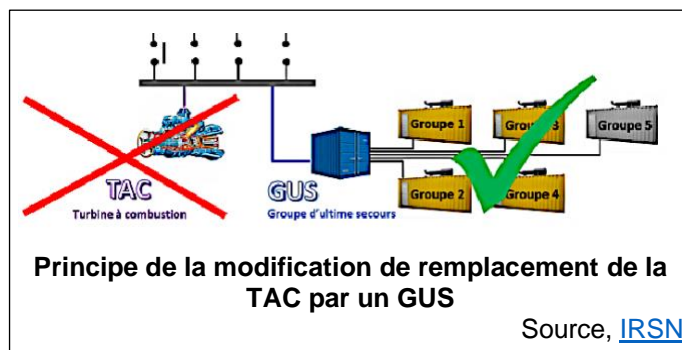 Groupe 1
Groupe 3
Groupe 5
TAC
Turbine à combustion
GUS
Groupe d'ultime secours
Groupe 2
Groupe 4
Principe de la modification de remplacement de la
TAC par un GUS
Source, IRSN